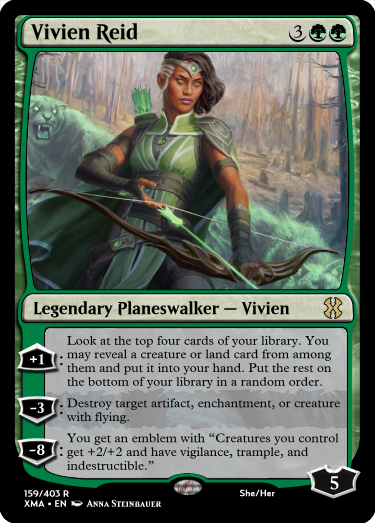 Vivien Reid 3
Legendary Planeswalker — Vivien
+1: Look at the top four cards of your library. You
may reveal a creature or land card from among
them and put it into your hand. Put the rest on
the bottom of your library in a random order.
-3: Destroy target artifact, enchantment, or creature
with flying.
-8: You get an emblem with “Creatures you control
get +2/+2 and have vigilance, trample, and
indestructible.”
5
159/403 R She/Her
XMA • EN Anna Steinbauer